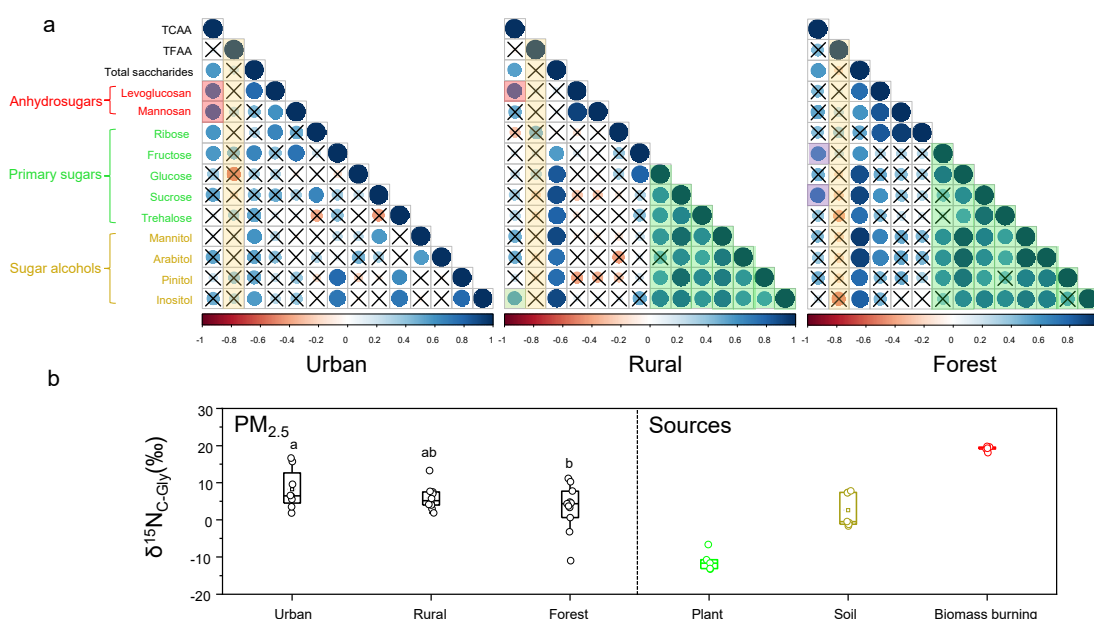 a
TCAA
TFAA
Total saccharides
Anhydrosugars
Levoglucosan
Mannosan
Primary sugars
Ribose
Fructose
Glucose
Sucrose
Trehalose
Sugar alcohols
Mannitol
Arabitol
Pinitol
Inositol
-1 -0.8 -0.6 -0.4 -0.2 0 0.2 0.4 0.6 0.8 1
-1 -0.8 -0.6 -0.4 -0.2 0 0.2 0.4 0.6 0.8 1
-1 -0.8 -0.6 -0.4 -0.2 0 0.2 0.4 0.6 0.8
Urban Rural Forest
b
δ¹⁵N_C-Gly(‰)
30
20
10
0
-10
-20
PM2.5
Sources
a
ab
b
Urban Rural Forest Plant Soil Biomass burning